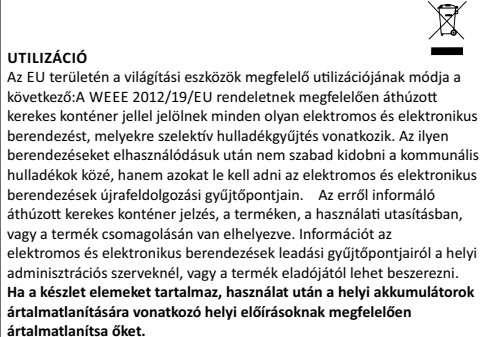 UTILIZÁCIÓ
Az EU területén a világítási eszközök megfelelő utilizációjának módja a
következő:A WEEE 2012/19/EU rendeletnek megfelelően áthúzott
kerekes konténer jellel jelölnek minden olyan elektromos és elektronikus
berendezést, melyekre szelektív hulladékgyűjtés vonatkozik. Az ilyen
berendezéseket elhasználódásuk után nem szabad kidobni a kommunális
hulladékok közé, hanem azokat le kell adni az elektromos és elektronikus
berendezések újrafeldolgozási gyűjtőpontjain. Az erről informáló
áthúzott kerekes konténer jelzés, a terméken, a használati utasításban,
vagy a termék csomagolásán van elhelyezve. Információt az
elektromos és elektronikus berendezések leadási gyűjtőpontjairól a helyi
adminisztrációs szerveknél, vagy a termék eladójától lehet beszerezni.
Ha a készlet elemeket tartalmaz, használat után a helyi akkumulátorok
ártalmatlanítására vonatkozó helyi előírásoknak megfelelően
ártalmatlanítsa őket.